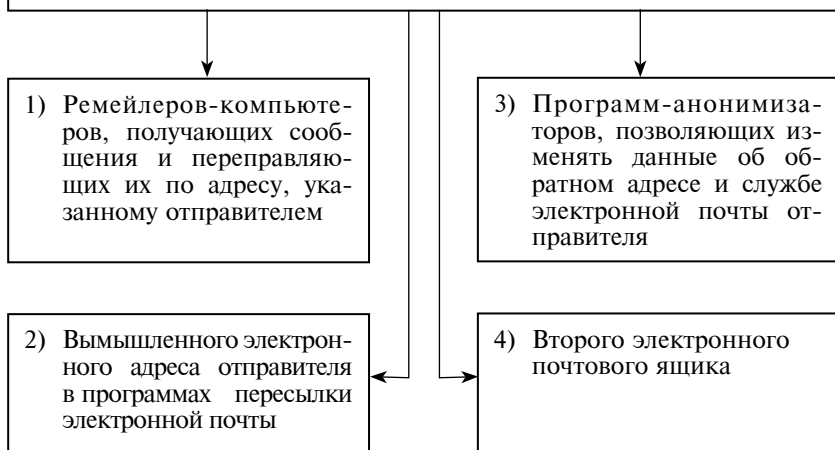 1) Ремейлеров-компьюте-
ров, получающих сооб-
щения и переправляю-
щих их по адресу, ука-
занному отправителем
2) Вымышленного электрон-
ного адреса отправителя
в программах пересылки
электронной почты
3) Программ-анонимиза-
торов, позволяющих из-
менять данные об об-
ратном адресе и службе
электронной почты от-
правителя
4) Второго электронного
почтового ящика